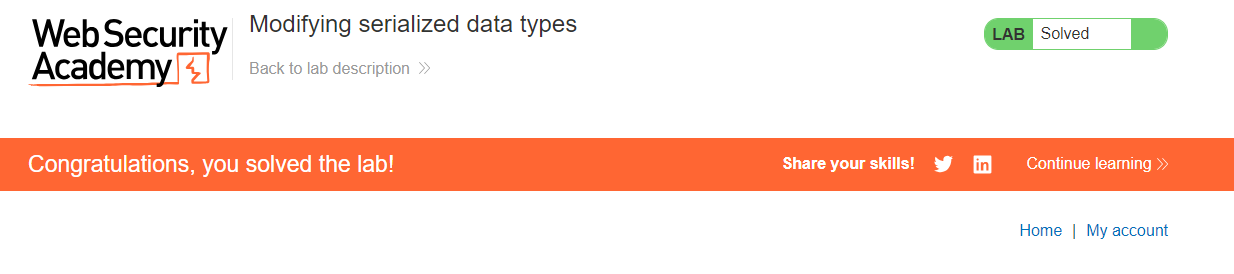 Web Security
Academy
Modifying serialized data types
Back to lab description
LAB Solved
Congratulations, you solved the lab!
Share your skills!
Continue learning
Home | My account